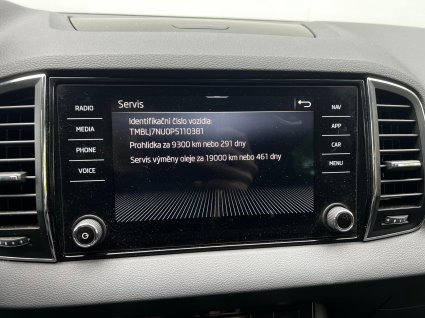 Servis
Identifikační číslo vozidla:
TMBLJ7NU0P5110381
Prohlídka za 9300 km nebo 291 dny
Servis výměny oleje za 19000 km nebo 461 dny
RADIO
MEDIA
PHONE
VOICE
NAV
APP
CAR
MENU